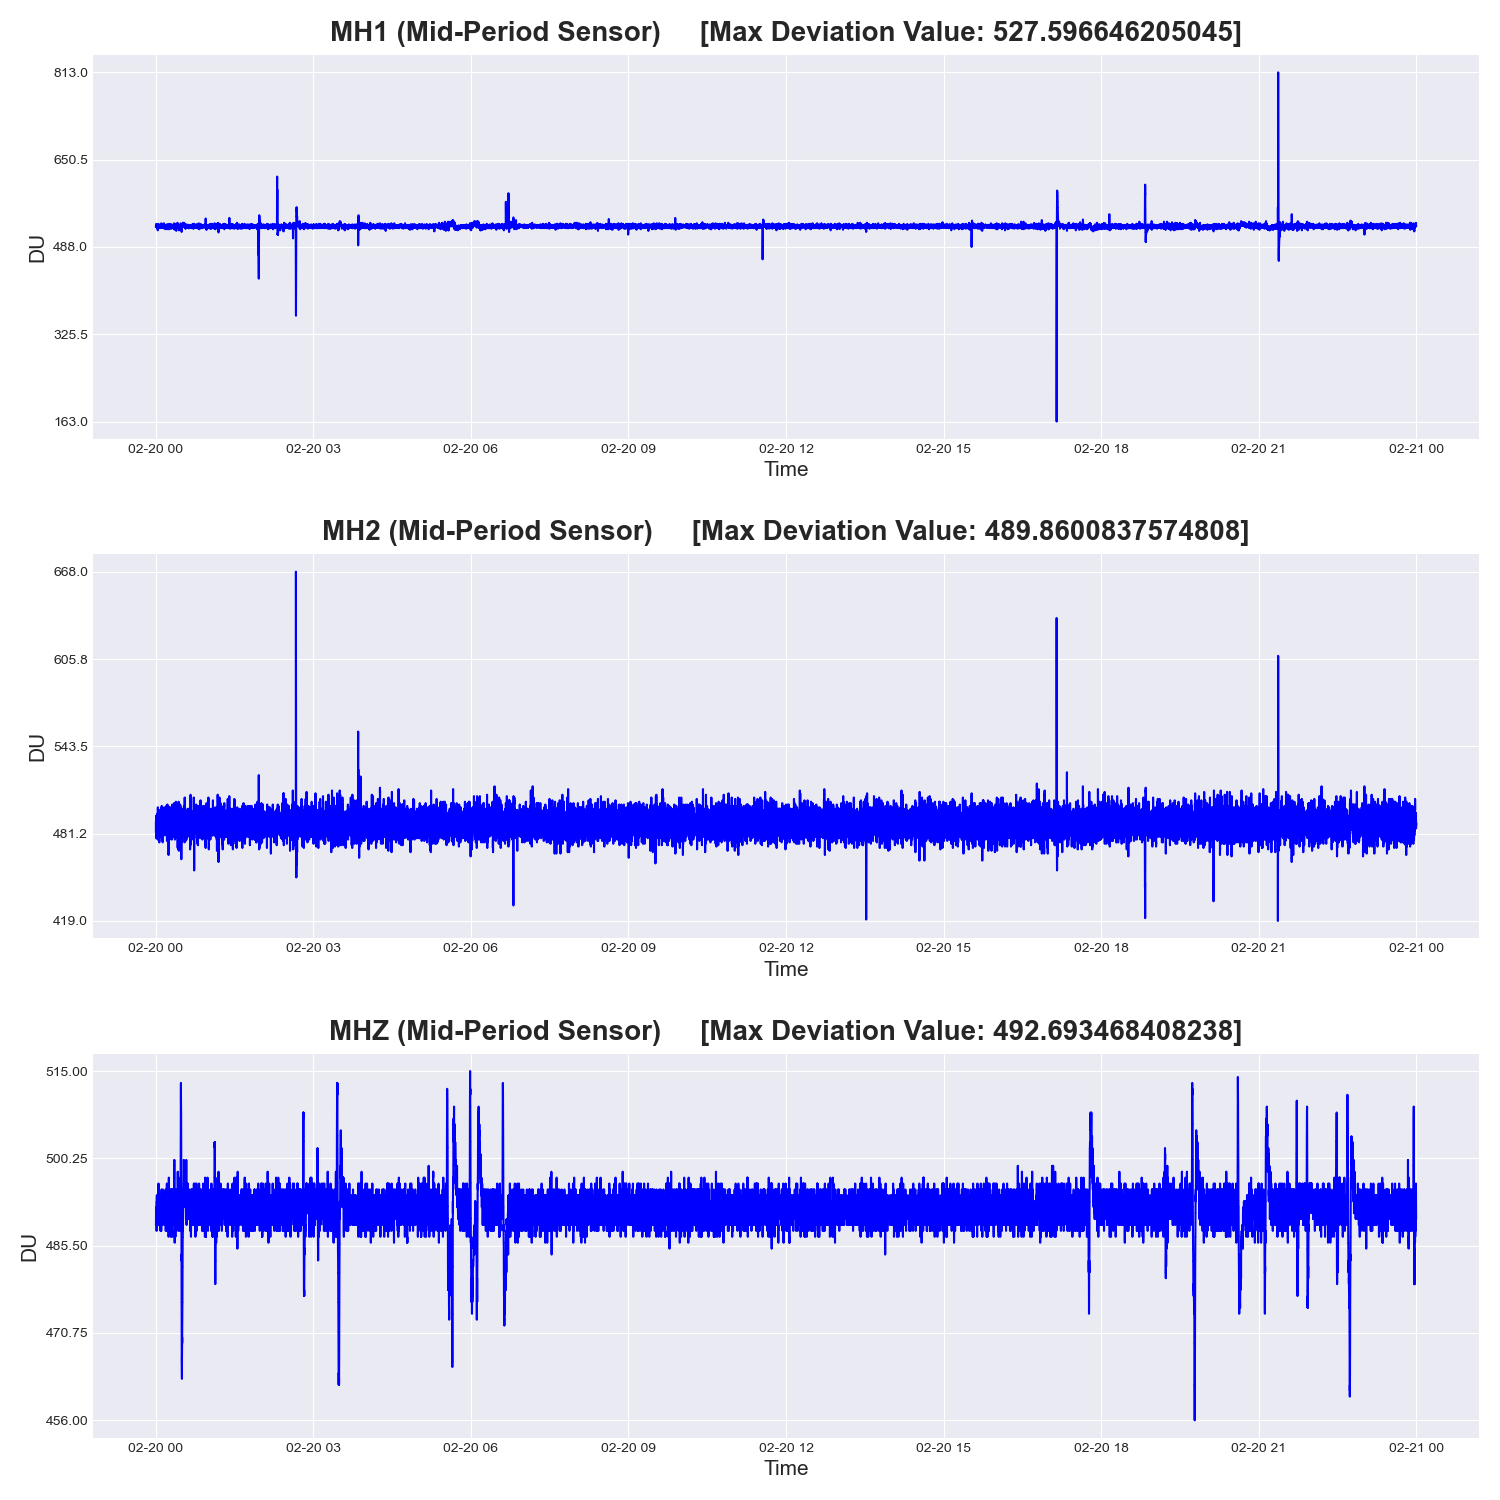 MH1 (Mid-Period Sensor) [Max Deviation Value: 527.596646205045]
813.0
650.5
488.0
325.5
163.0
DU
02-20 00 02-20 03 02-20 06 02-20 09 02-20 12 02-20 15 02-20 18 02-20 21 02-21 00
Time
MH2 (Mid-Period Sensor) [Max Deviation Value: 489.8600837574808]
668.0
605.8
543.5
481.2
419.0
DU
02-20 00 02-20 03 02-20 06 02-20 09 02-20 12 02-20 15 02-20 18 02-20 21 02-21 00
Time
MHZ (Mid-Period Sensor) [Max Deviation Value: 492.693468408238]
515.00
500.25
485.50
470.75
456.00
DU
02-20 00 02-20 03 02-20 06 02-20 09 02-20 12 02-20 15 02-20 18 02-20 21 02-21 00
Time